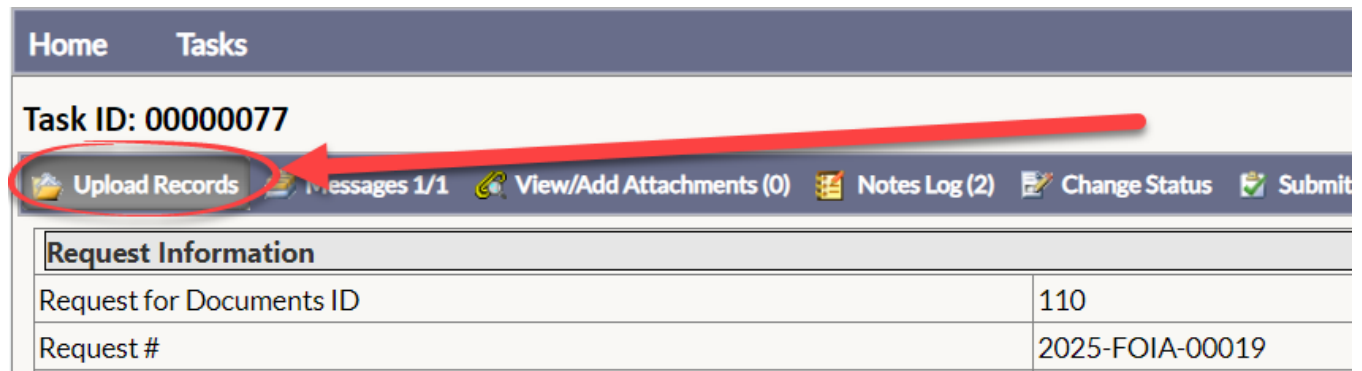 Home Tasks
Task ID: 00000077
Upload Records Messages 1/1 View/Add Attachments (0) Notes Log (2) Change Status Submit
Request Information
Request for Documents ID 110
Request # 2025-FOIA-00019